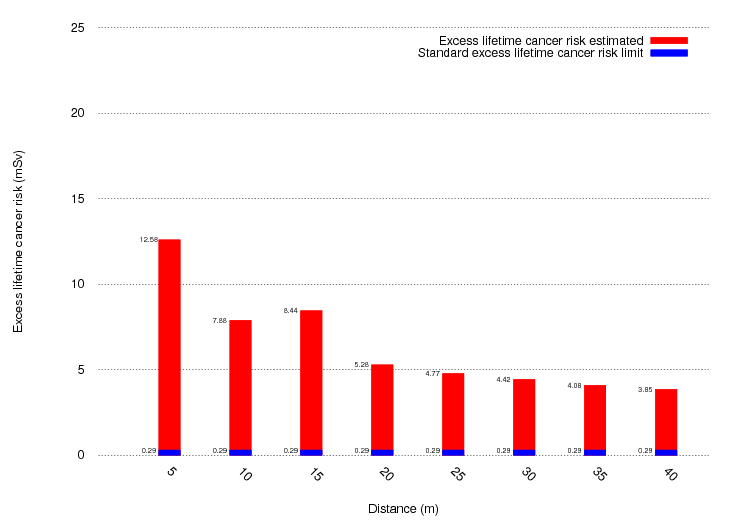 25
20
15
10
5
0
Excess lifetime cancer risk (mSv)
Excess lifetime cancer risk estimated
Standard excess lifetime cancer risk limit
12.58
7.88
8.44
5.28
4.77
4.42
4.08
3.85
0.29 0.29 0.29 0.29 0.29 0.29 0.29 0.29
5 10 15 20 25 30 35 40
Distance (m)